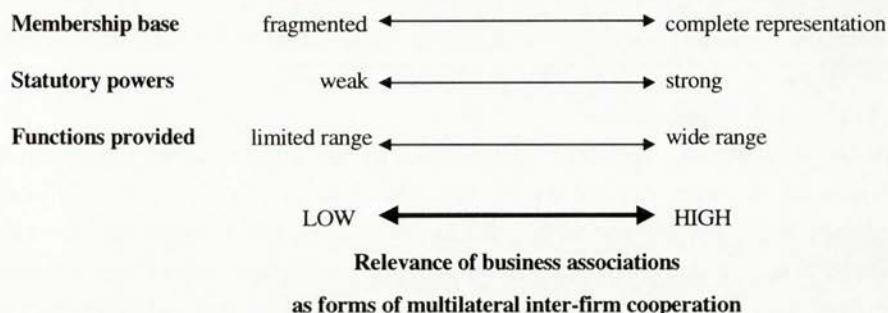 Membership base fragmented complete representation
Statutory powers weak strong
Functions provided limited range wide range
LOW HIGH
Relevance of business associations
as forms of multilateral inter-firm cooperation